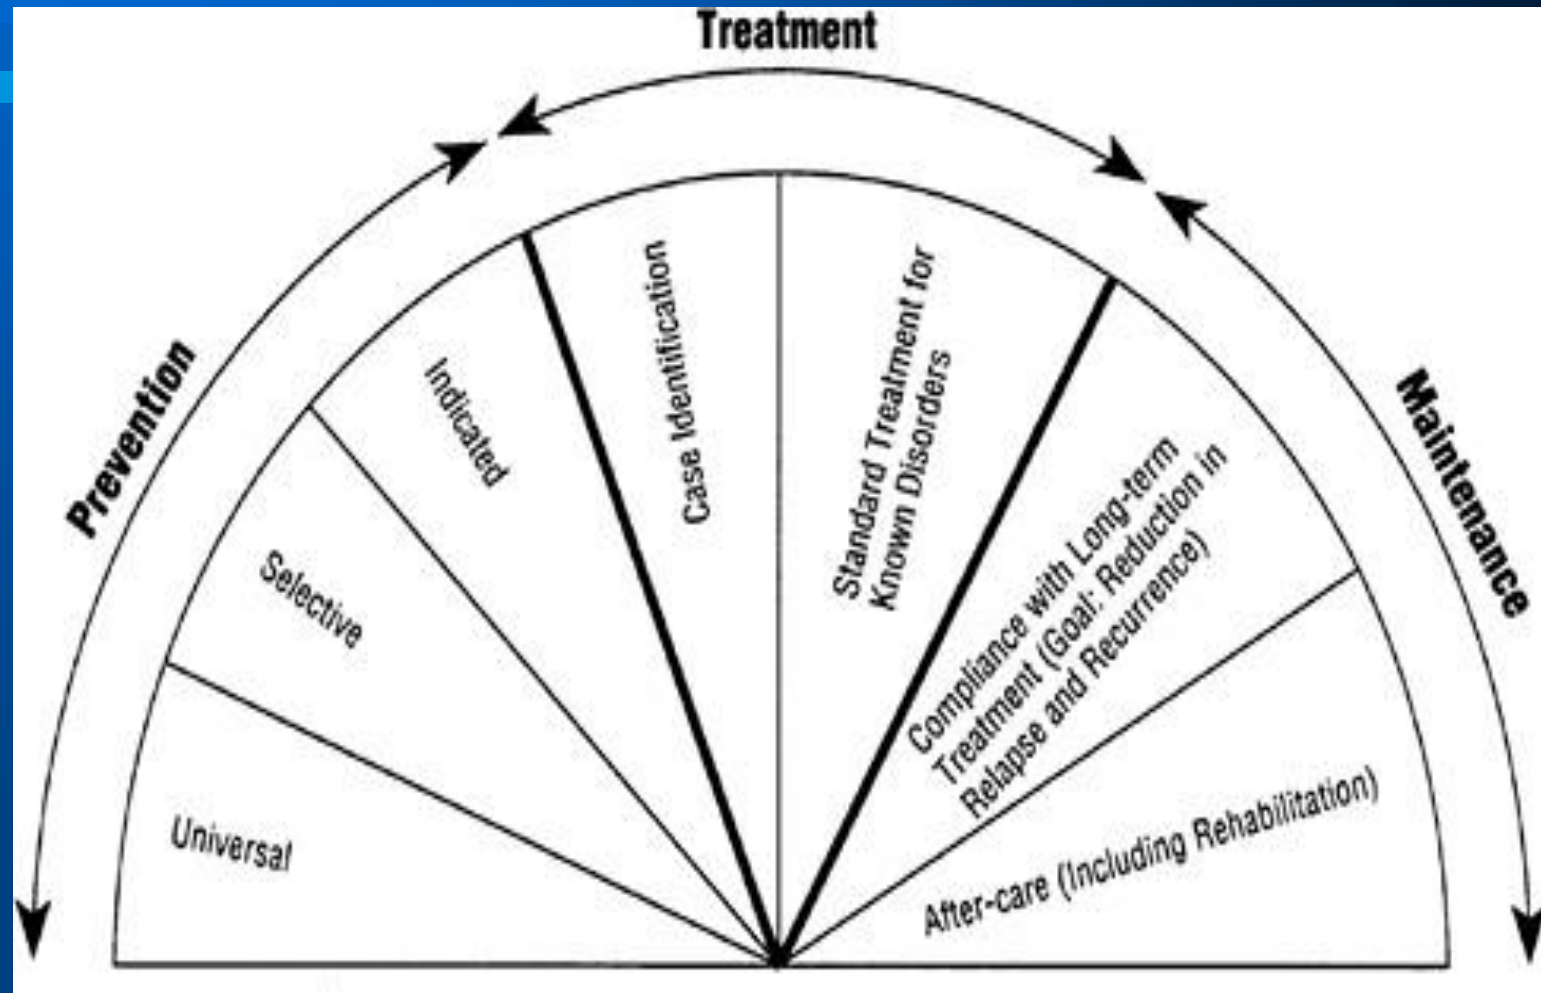 Treatment
Prevention
Maintenance
Universal
Selective
Indicated
Case Identification
Standard Treatment for
Known Disorders
Compliance with Long-term
Treatment (Goal: Reduction in
Relapse and Recurrence)
After-care (Including Rehabilitation)